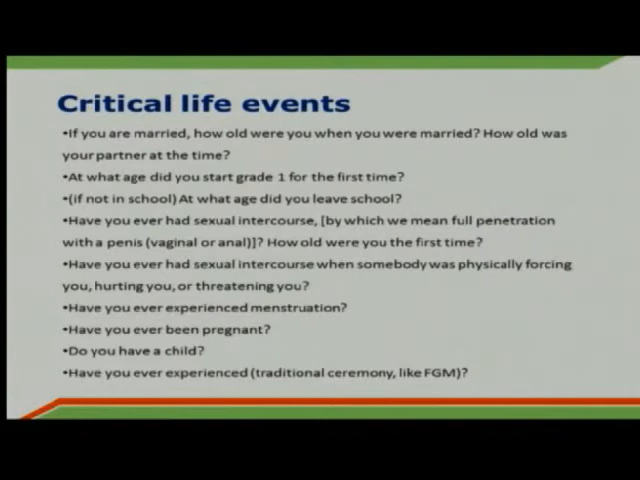 Critical life events
•If you are married, how old were you when you were married? How old was
your partner at the time?
•At what age did you start grade 1 for the first time?
•(if not in school) At what age did you leave school?
•Have you ever had sexual intercourse, [by which we mean full penetration
with a penis (vaginal or anal)]? How old were you the first time?
•Have you ever had sexual intercourse when somebody was physically forcing
you, hurting you, or threatening you?
•Have you ever experienced menstruation?
•Have you ever been pregnant?
•Do you have a child?
•Have you ever experienced (traditional ceremony, like FGM)?